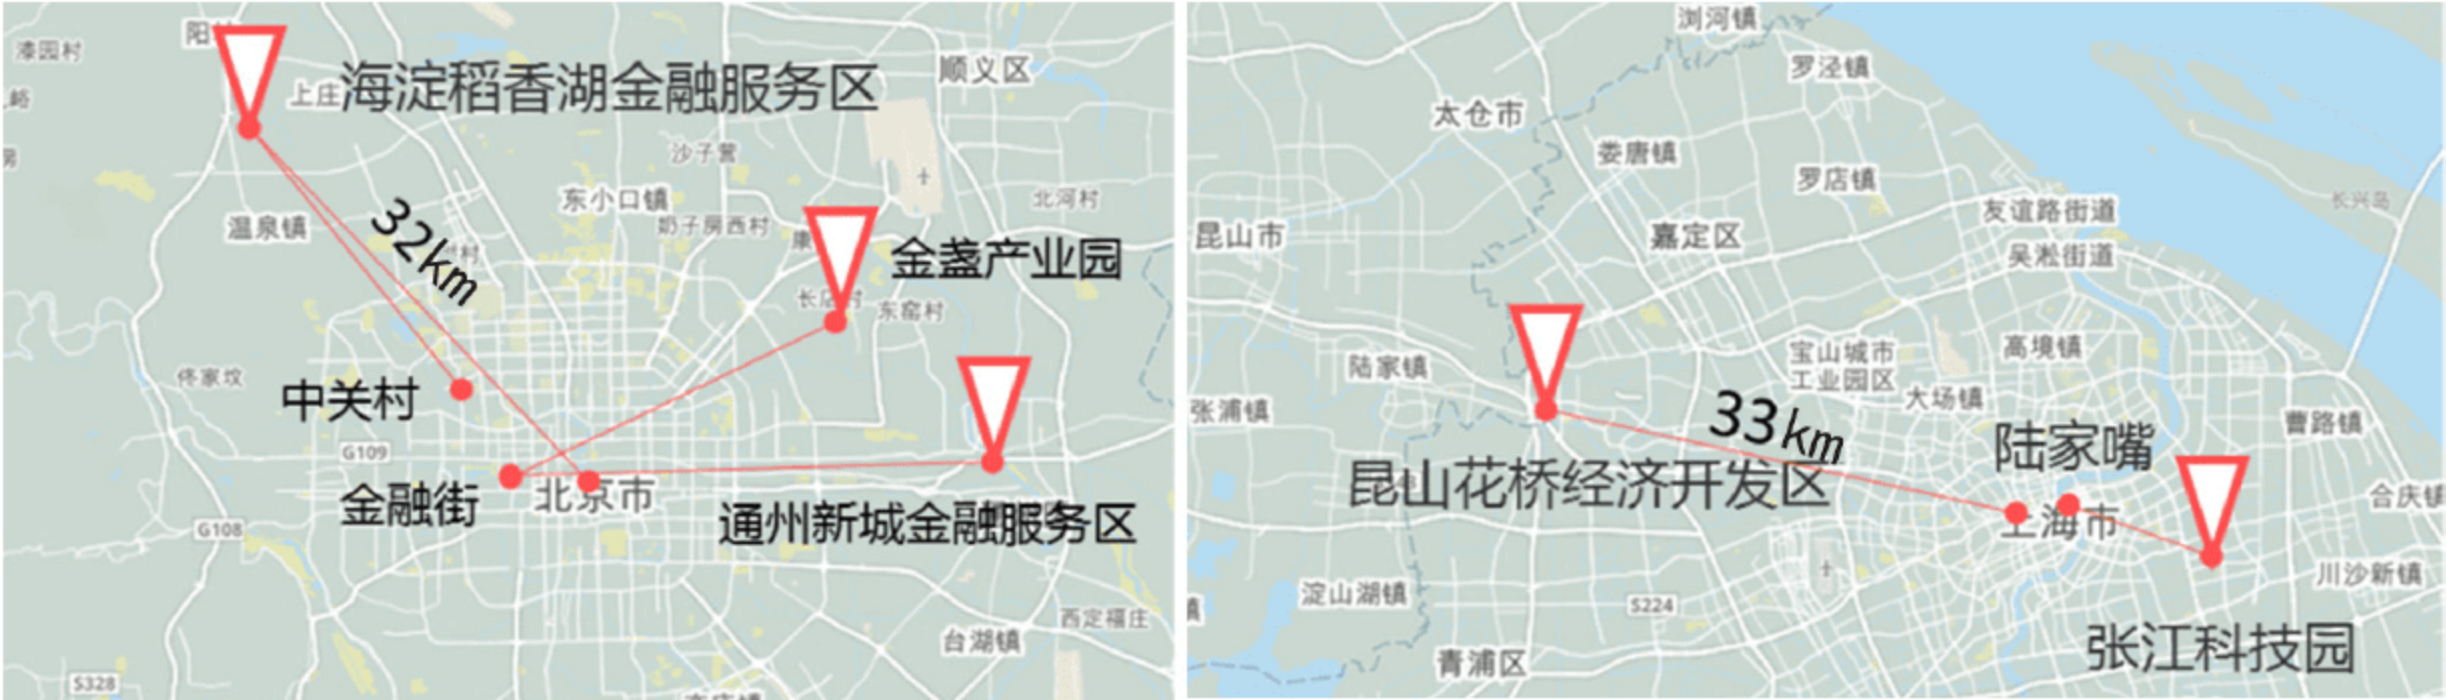 漆园村
上庄
海淀稻香湖金融服务区
顺义区
沙子营
东小口镇
北河村
温泉镇
奶子房西村
32km
金盏产业园
东窑村
佟家坟
中关村
G109
金融街
北京市
通州新城金融服务区
G108
西定福庄
台湖镇
S328
浏河镇
罗泾镇
太仓市
娄唐镇
罗店镇
长兴岛
友谊路街道
昆山市
嘉定区
吴淞街道
陆家镇
宝山城市
工业园区
高境镇
张浦镇
大场镇
33km
曹路镇
陆家嘴
昆山花桥经济开发区
合庆镇
上海市
淀山湖镇
S224
川沙新镇
青浦区
张江科技园